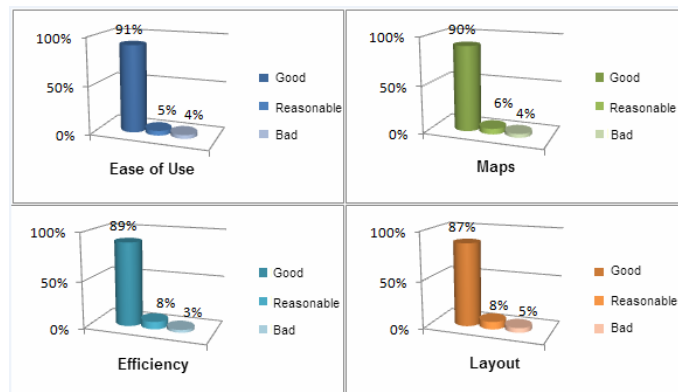 91%
100%
50%
0%
5%
4%
Good
Reasonable
Bad
Ease of Use
90%
100%
50%
0%
6%
4%
Good
Reasonable
Bad
Maps
89%
100%
50%
0%
8%
3%
Good
Reasonable
Bad
Efficiency
87%
100%
50%
0%
8%
5%
Good
Reasonable
Bad
Layout